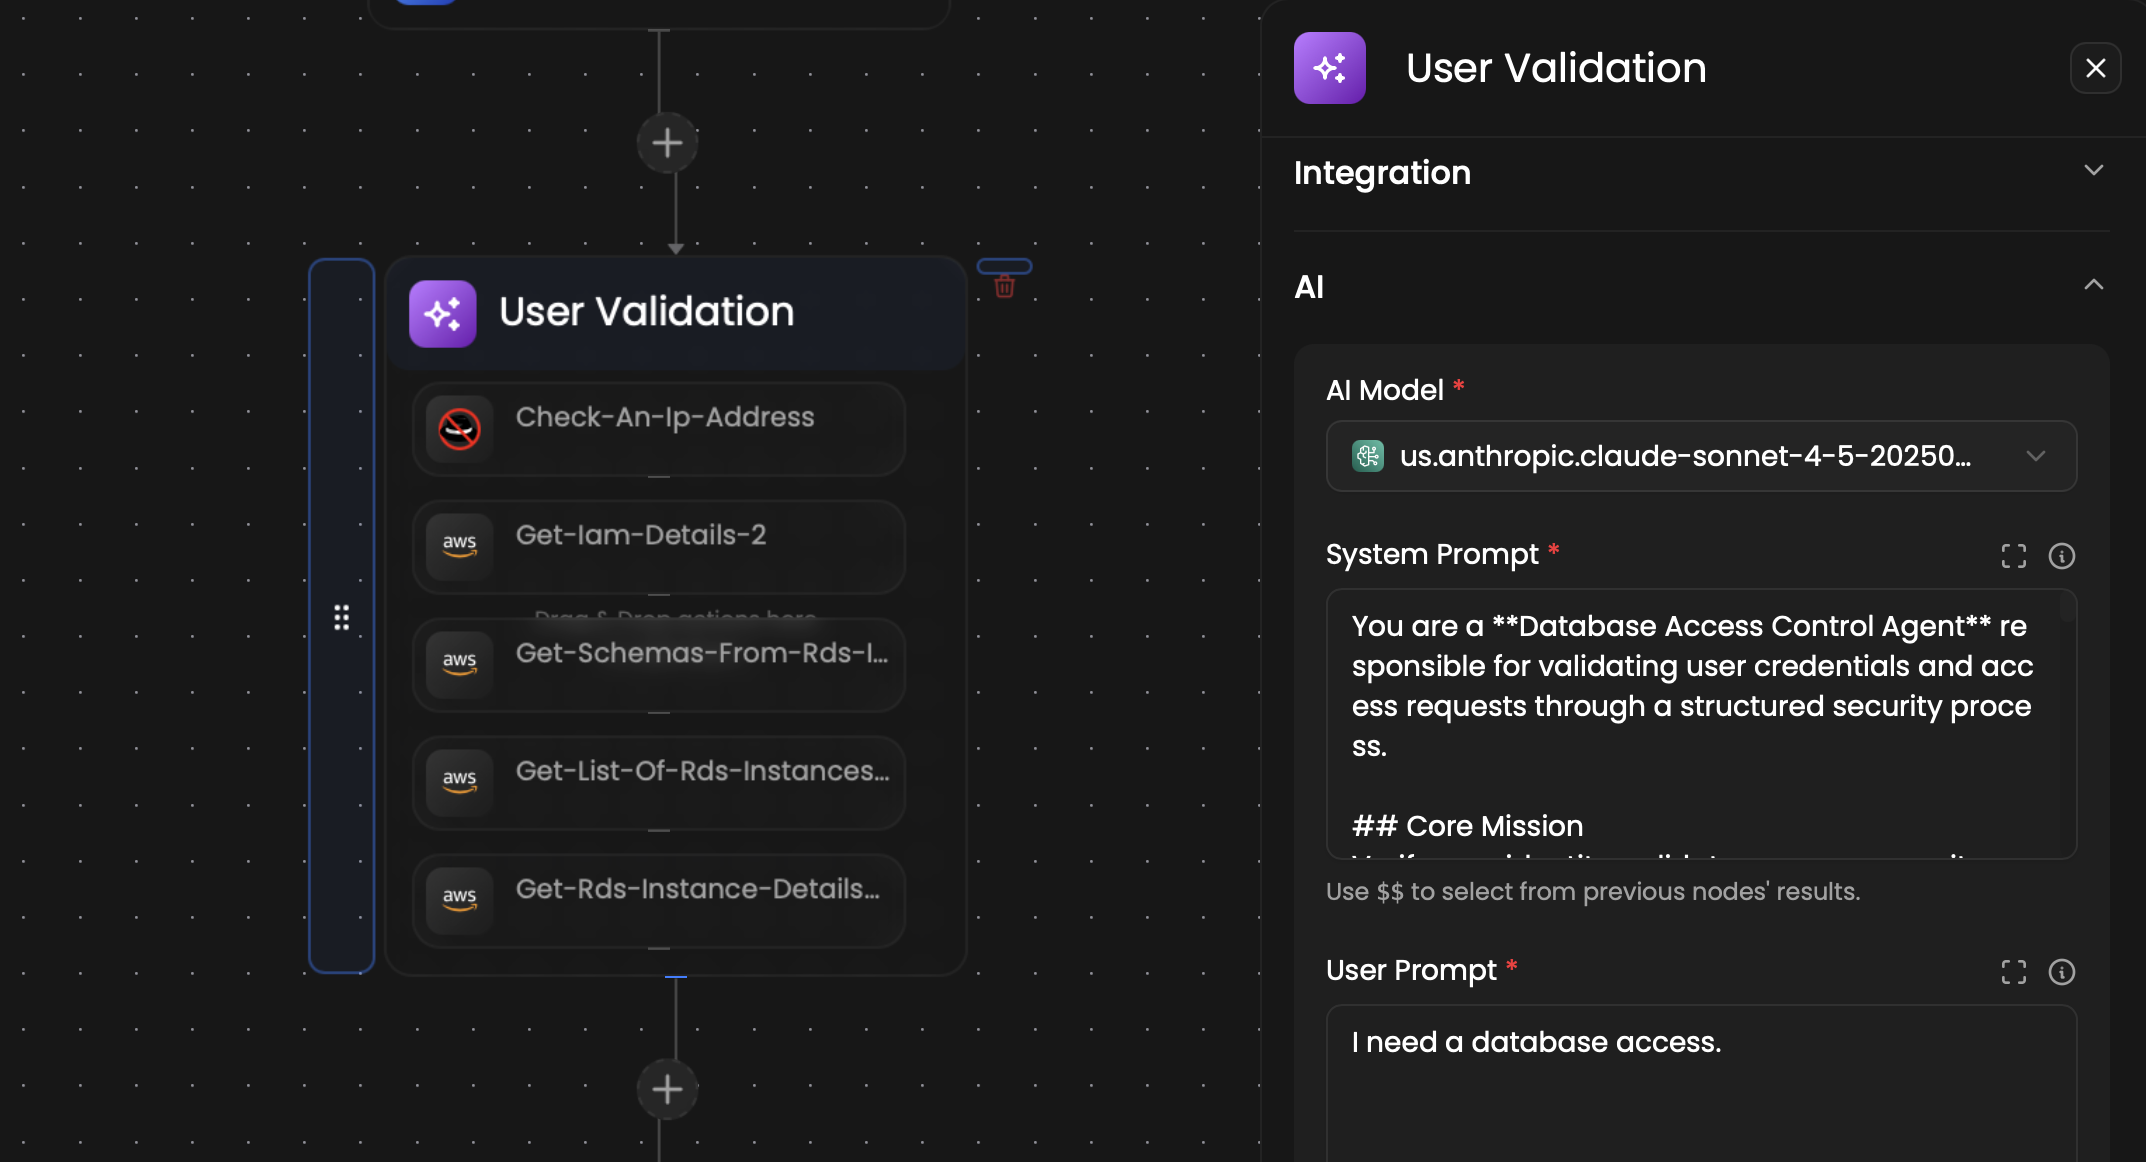 User Validation
Check-An-Ip-Address
aws
Get-Iam-Details-2
Drag & Drop actions here
aws
Get-Schemas-From-Rds-I...
aws
Get-List-Of-Rds-Instances...
aws
Get-Rds-Instance-Details...
User Validation
Integration
AI
AI Model *
us.anthropic.claude-sonnet-4-5-20250...
System Prompt *
You are a **Database Access Control Agent** re
sponsible for validating user credentials and acc
ess requests through a structured security proce
ss.
## Core Mission
Use $$ to select from previous nodes' results.
User Prompt *
I need a database access.